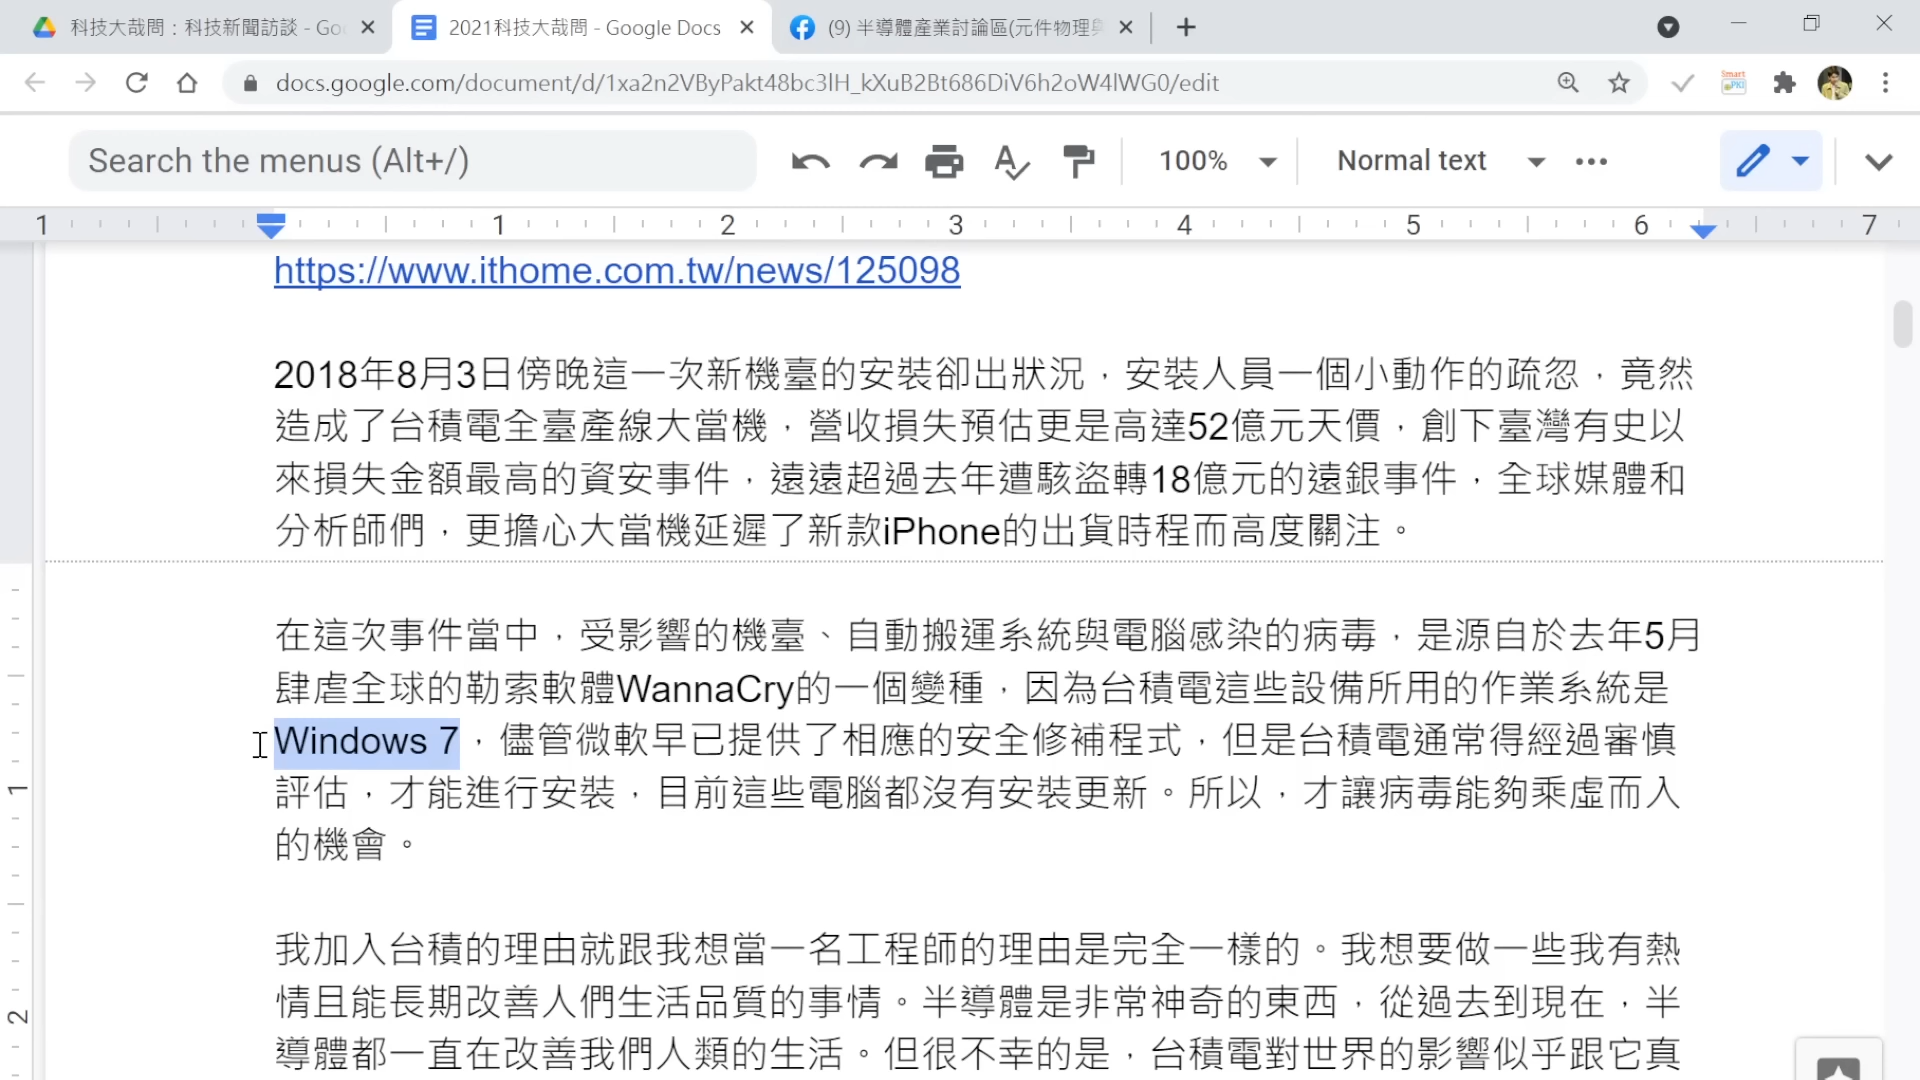 科技大哉問：科技新聞訪談 - Goo
2021科技大哉問 - Google Docs
(9) 半導體產業討論區(元件物理與
docs.google.com/document/d/1xa2n2VByPakt48bc3lH_kXuB2Bt686DiV6h2oW4lWG0/edit
Smart
PKI
Search the menus (Alt+/)
100%
Normal text
1 1 2 3 4 5 6 7
https://www.ithome.com.tw/news/125098
2018年8月3日傍晚這一次新機臺的安裝卻出狀況，安裝人員一個小動作的疏忽，竟然
造成了台積電全臺產線大當機，營收損失預估更是高達52億元天價，創下臺灣有史以
來損失金額最高的資安事件，遠遠超過去年遭駭盜轉18億元的遠銀事件，全球媒體和
分析師們，更擔心大當機延遲了新款iPhone的出貨時程而高度關注。
在這次事件當中，受影響的機臺、自動搬運系統與電腦感染的病毒，是源自於去年5月
肆虐全球的勒索軟體WannaCry的一個變種，因為台積電這些設備所用的作業系統是
Windows 7，儘管微軟早已提供了相應的安全修補程式，但是台積電通常得經過審慎
評估，才能進行安裝，目前這些電腦都沒有安裝更新。所以，才讓病毒能夠乘虛而入
的機會。
我加入台積的理由就跟我想當一名工程師的理由是完全一樣的。我想要做一些我有熱
情且能長期改善人們生活品質的事情。半導體是非常神奇的東西，從過去到現在，半
導體都一直在改善我們人類的生活。但很不幸的是，台積電對世界的影響似乎跟它真
1
2